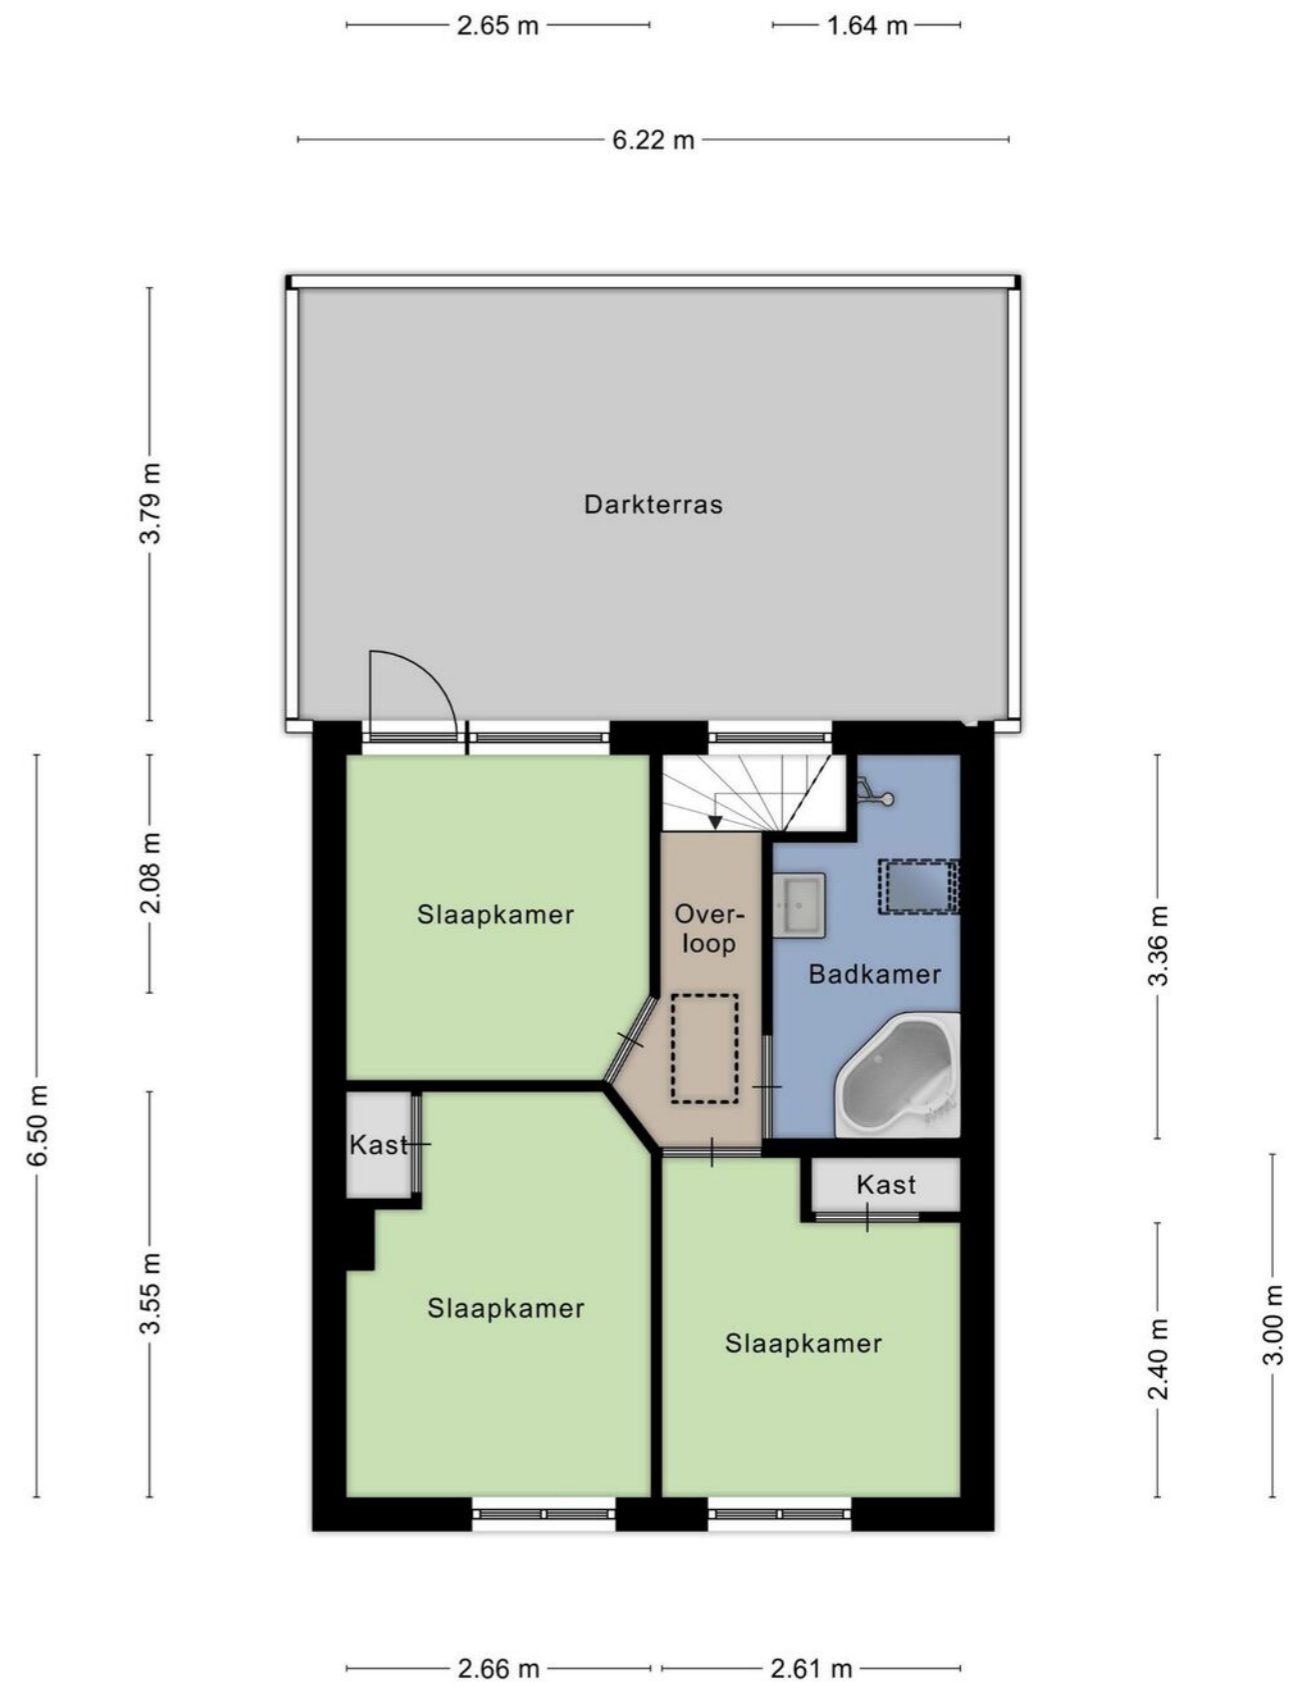 2.65 m
1.64 m
6.22 m
3.79 m
Darkterras
2.08 m
6.50 m
3.55 m
Slaapkamer
Over-
loop
Badkamer
3.36 m
Kast
Kast
Slaapkamer
Slaapkamer
2.40 m
3.00 m
2.66 m
2.61 m